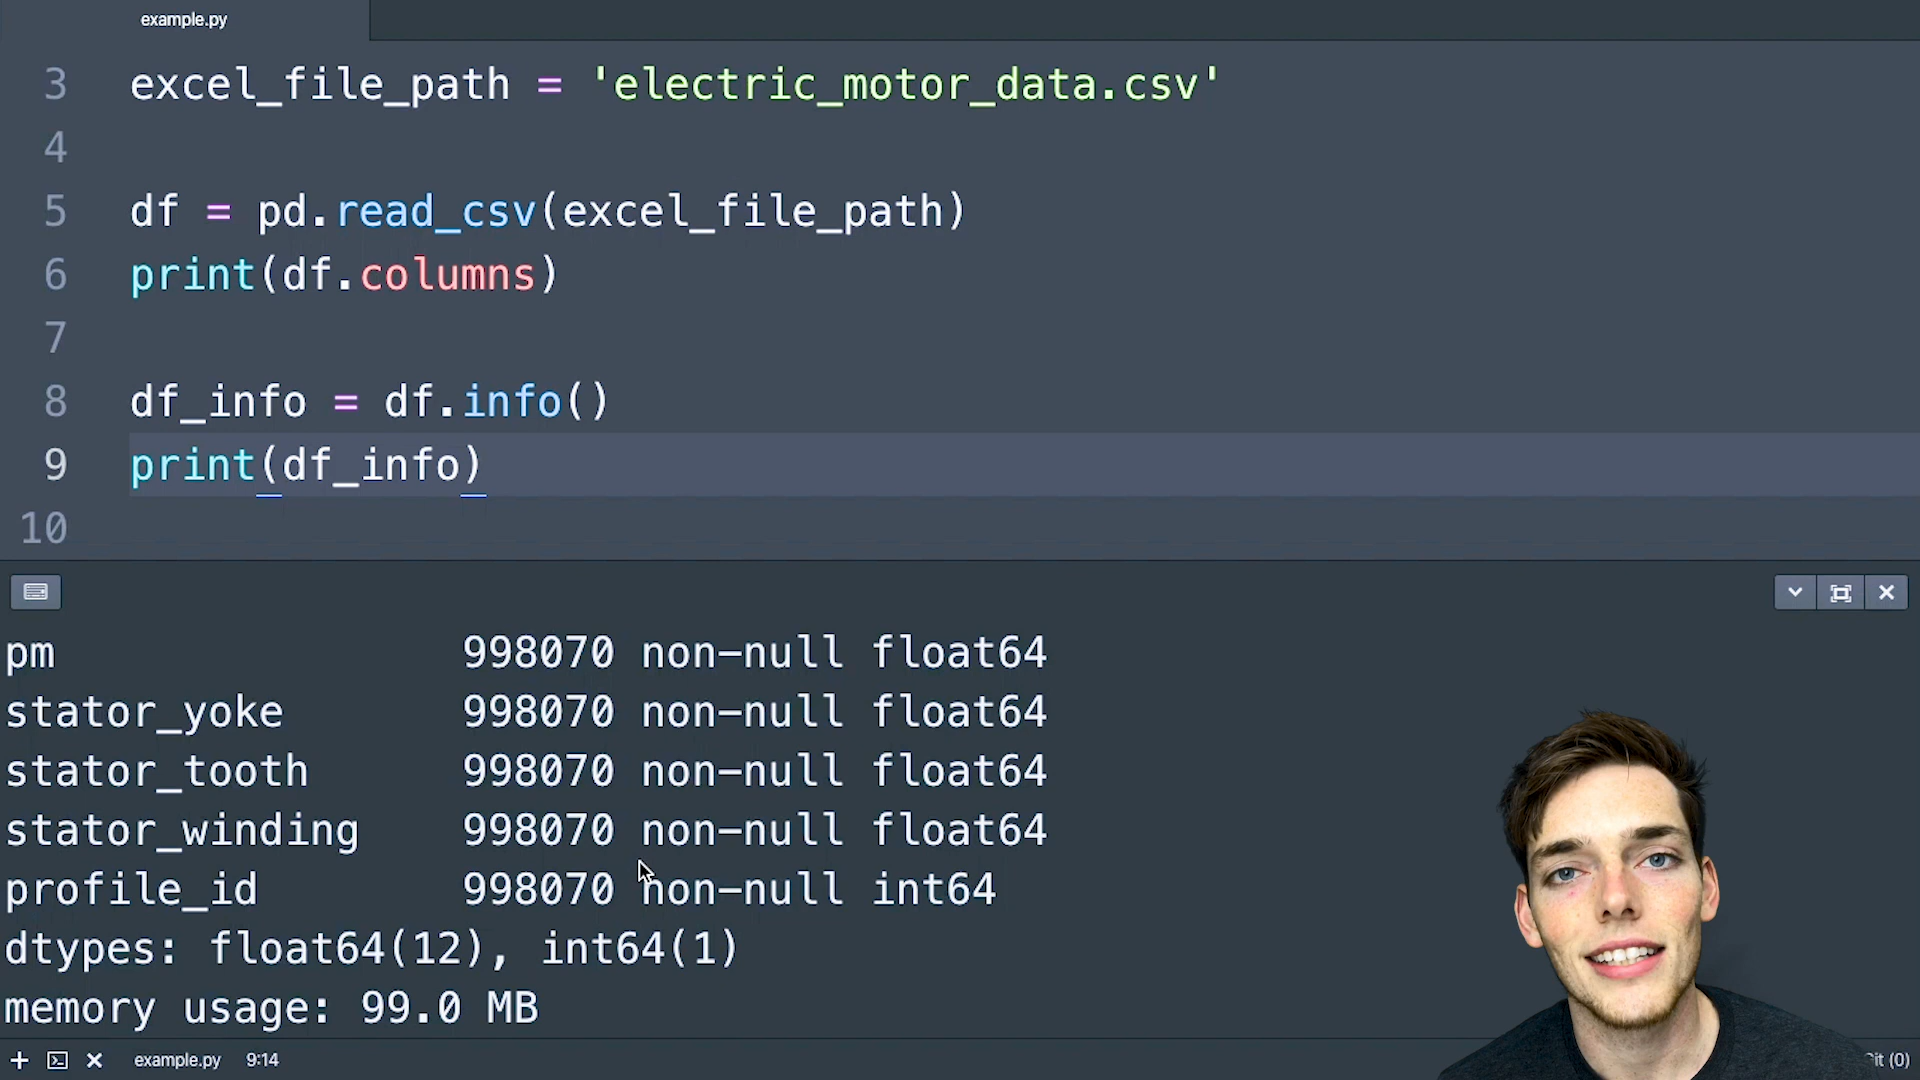 example.py
3 excel_file_path = 'electric_motor_data.csv'
4
5 df = pd.read_csv(excel_file_path)
6 print(df.columns)
7
8 df_info = df.info()
9 print(df_info)
10
pm 998070 non-null float64
stator_yoke 998070 non-null float64
stator_tooth 998070 non-null float64
stator_winding 998070 non-null float64
profile_id 998070 non-null int64
dtypes: float64(12), int64(1)
memory usage: 99.0 MB
example.py 9:14 (0)